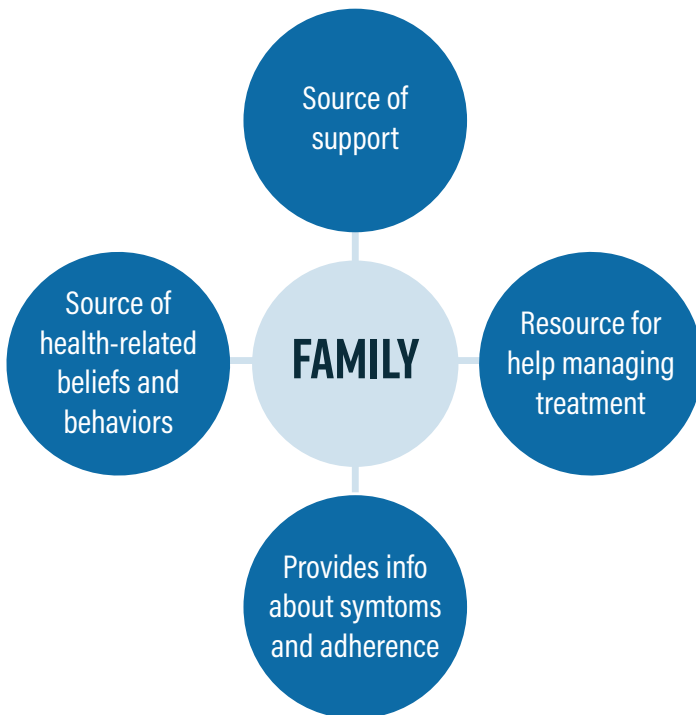 Source of
support
Source of
health-related
beliefs and
behaviors
FAMILY
Resource for
help managing
treatment
Provides info
about symtoms
and adherence